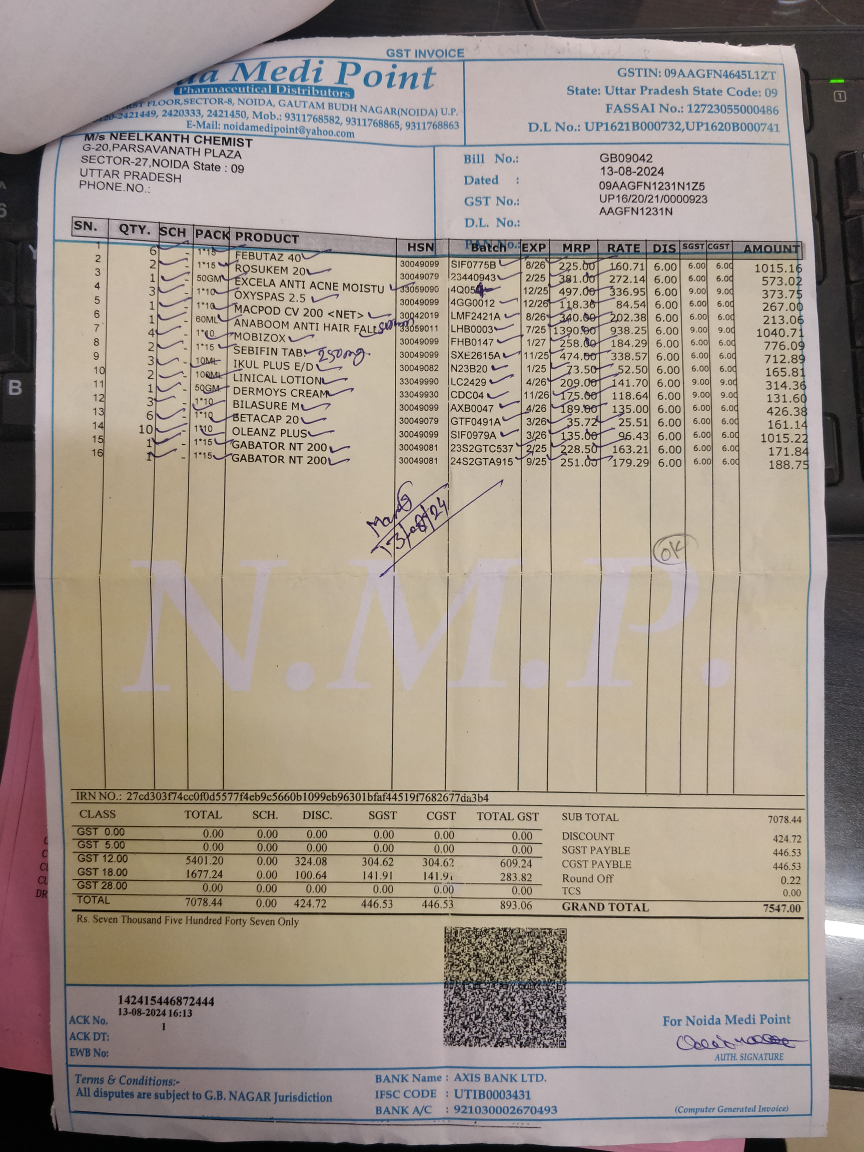 GST INVOICE
Noida Medi Point
Pharmaceutical Distributors
FLOOR,SECTOR-8, NOIDA, GAUTAM BUDH NAGAR(NOIDA) U.P.
2421449, 2420333, 2421450, Mob.: 9311768582, 9311768865, 9311768863
E-Mail: noidamedipoint@yahoo.com
GSTIN: 09AAGFN4645L1ZT
State: Uttar Pradesh State Code: 09
FASSAI No.: 12723055000486
D.L No.: UP1621B000732,UP1620B000741
M/s NEELKANTH CHEMIST
G-20,PARSAVANATH PLAZA
SECTOR-27,NOIDA State : 09
UTTAR PRADESH
PHONE.NO.:
Bill No.: GB09042
Dated : 13-08-2024
GST No.: 09AAGFN1231N1Z5
D.L. No.: UP16/20/21/0000923
PAN No.: AAGFN1231N
SN. QTY. SCH PACK PRODUCT HSN Batch EXP MRP RATE DIS SGST CGST AMOUNT
1 6 - 1*15 FEBUTAZ 40 30049099 SIF0775B 8/26 225.00 160.71 6.00 6.00 6.00 1015.16
2 2 - 1*15 ROSUKEM 20 30049079 23440943 2/25 381.00 272.14 6.00 6.00 6.00 573.02
3 1 - 50GM EXCELA ANTI ACNE MOISTU 33059090 4Q054 12/25 497.00 336.95 6.00 9.00 9.00 373.75
4 3 - 1*10 OXYSPAS 2.5 30049099 4GG0012 12/26 118.36 84.54 6.00 6.00 6.00 267.00
5 1 - 1*10 MACPOD CV 200 <NET> 30042019 LMF2421A 8/26 340.00 202.38 6.00 6.00 6.00 213.06
6 1 - 60ML ANABOOM ANTI HAIR FALL 33059011 LHB0003 7/25 1390.00 938.25 6.00 9.00 9.00 1040.71
7 4 - 1*10 MOBIZOX 500mg 30049099 FHB0147 1/27 258.00 184.29 6.00 6.00 6.00 776.09
8 2 - 1*15 SEBIFIN TAB 250mg 30049099 SXE2615A 11/25 474.00 338.57 6.00 6.00 6.00 712.89
9 3 - 10ML IKUL PLUS E/D 30049082 N23B20 1/25 73.50 52.50 6.00 6.00 6.00 165.81
10 2 - 100ML LINICAL LOTION 33049990 LC2429 4/26 209.00 141.70 6.00 9.00 9.00 314.36
11 1 - 50GM DERMOYS CREAM 33049930 CDC04 11/26 175.00 118.64 6.00 9.00 9.00 131.60
12 3 - 1*10 BILASURE M 30049099 AXB0047 4/26 189.00 135.00 6.00 6.00 6.00 426.38
13 6 - 1*10 BETACAP 20 30049079 GTF0491A 3/26 35.72 25.51 6.00 6.00 6.00 161.14
14 10 - 1*10 OLEANZ PLUS 30049099 SIF0979A 3/26 135.00 96.43 6.00 6.00 6.00 1015.22
15 1 - 1*15 GABATOR NT 200 30049081 23S2GTC537 2/25 228.50 163.21 6.00 6.00 6.00 171.84
16 1 - 1*15 GABATOR NT 200 30049081 24S2GTA915 9/25 251.00 179.29 6.00 6.00 6.00 188.75
13/08/24
OK
N.M.P.
IRN NO.: 27cd303f74cc0f0d5577f4eb9c5660b1099eb96301bfaf44519f7682677da3b4
CLASS TOTAL SCH. DISC. SGST CGST TOTAL GST
GST 0.00 0.00 0.00 0.00 0.00 0.00 0.00
GST 5.00 0.00 0.00 0.00 0.00 0.00 0.00
GST 12.00 5401.20 0.00 324.08 304.62 304.62 609.24
GST 18.00 1677.24 0.00 100.64 141.91 141.91 283.82
GST 28.00 0.00 0.00 0.00 0.00 0.00 0.00
TOTAL 7078.44 0.00 424.72 446.53 446.53 893.06
SUB TOTAL 7078.44
DISCOUNT 424.72
SGST PAYBLE 446.53
CGST PAYBLE 446.53
Round Off 0.22
TCS 0.00
GRAND TOTAL 7547.00
Rs. Seven Thousand Five Hundred Forty Seven Only
142415446872444
13-08-2024 16:13
1
ACK No.
ACK DT:
EWB No:
For Noida Medi Point
AUTH. SIGNATURE
Terms & Conditions:-
All disputes are subject to G.B. NAGAR Jurisdiction
BANK Name : AXIS BANK LTD.
IFSC CODE : UTIB0003431
BANK A/C : 921030002670493
(Computer Generated Invoice)